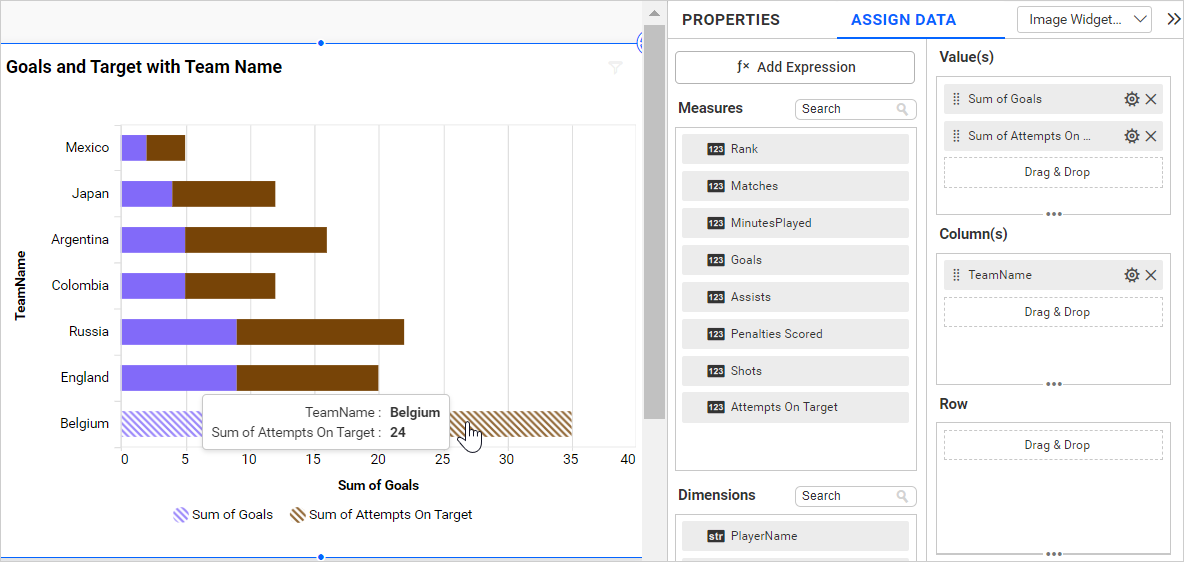 PROPERTIES
ASSIGN DATA
Image Widget...
Goals and Target with Team Name
TeamName
Mexico
Japan
Argentina
Colombia
Russia
England
Belgium
TeamName : Belgium
Sum of Attempts On Target : 24
0 5 10 15 20 25 30 35 40
Sum of Goals
Sum of Goals
Sum of Attempts On Target
ƒ× Add Expression
Measures
Search
123 Rank
123 Matches
123 MinutesPlayed
123 Goals
123 Assists
123 Penalties Scored
123 Shots
123 Attempts On Target
Dimensions
Search
str PlayerName
Value(s)
Sum of Goals
Sum of Attempts On ...
Drag & Drop
Column(s)
TeamName
Drag & Drop
Row
Drag & Drop